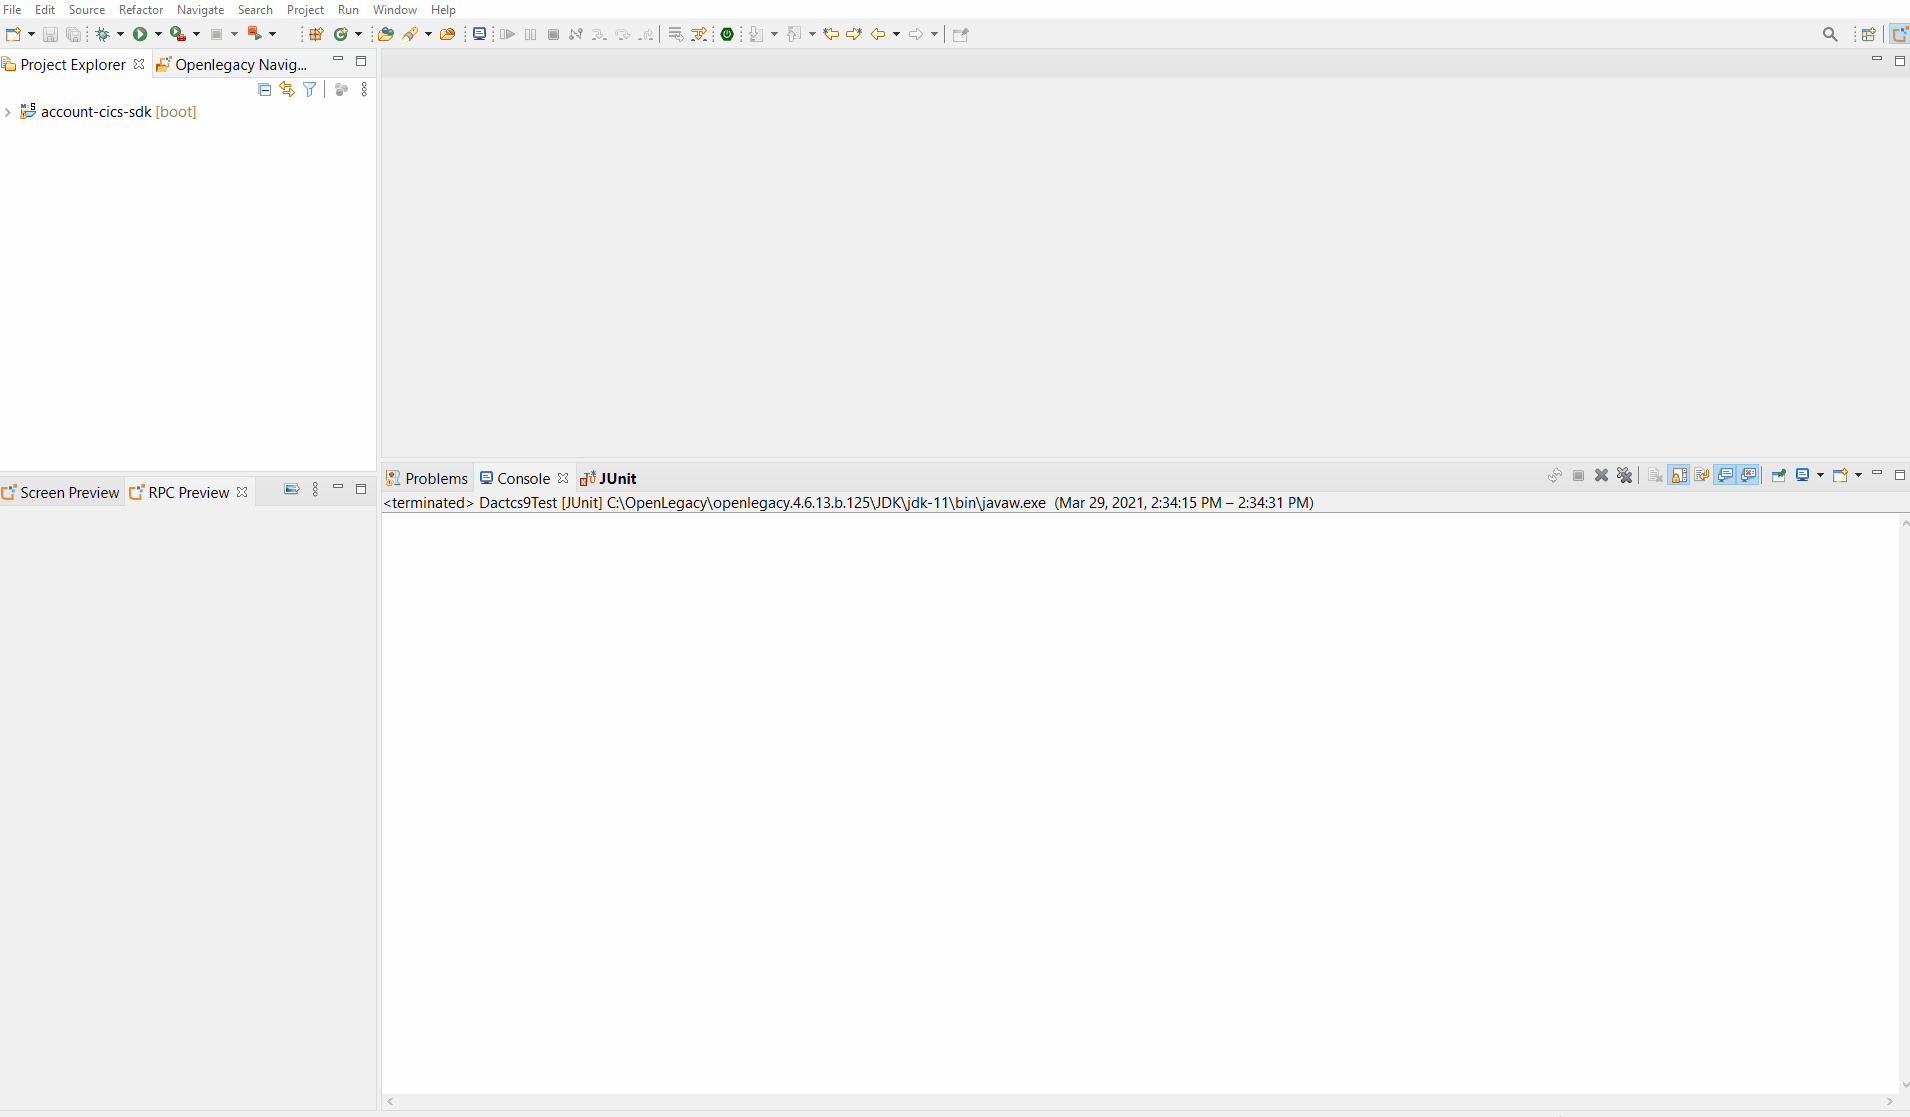 File Edit Source Refactor Navigate Search Project Run Window Help
Project Explorer Openlegacy Navig...
account-cics-sdk [boot]
Problems Console JUnit
Screen Preview RPC Preview
<terminated> Dactcs9Test [JUnit] C:\OpenLegacy\openlegacy.4.6.13.b.125\JDK\jdk-11\bin\javaw.exe (Mar 29, 2021, 2:34:15 PM – 2:34:31 PM)